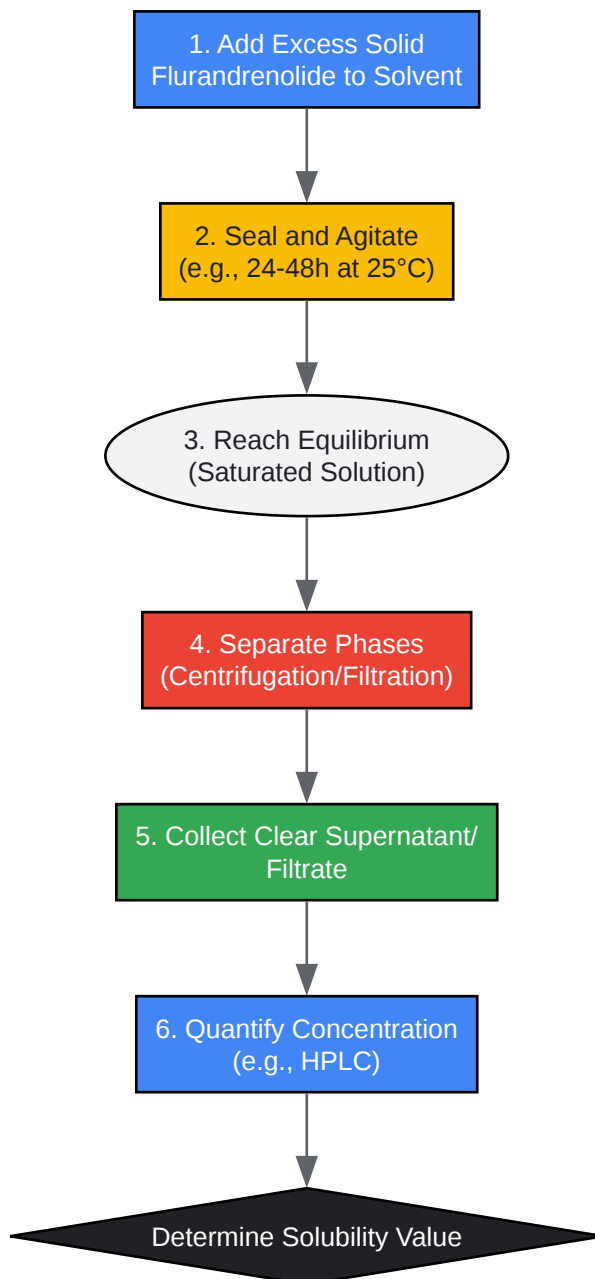 1. Add Excess Solid
Flurandrenolide to Solvent
2. Seal and Agitate
(e.g., 24-48h at 25°C)
3. Reach Equilibrium
(Saturated Solution)
4. Separate Phases
(Centrifugation/Filtration)
5. Collect Clear Supernatant/
Filtrate
6. Quantify Concentration
(e.g., HPLC)
Determine Solubility Value